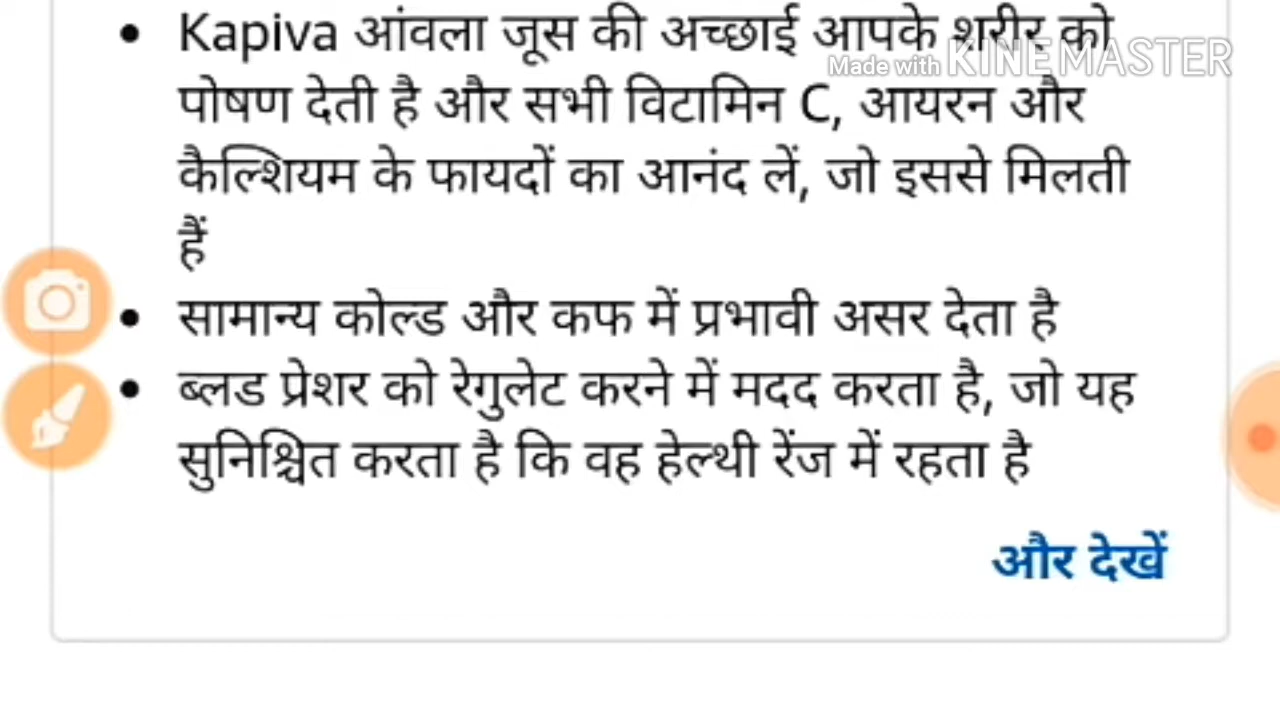 Kapiva आंवला जूस की अच्छाई आपके शरीर को
Made with KINEMASTER
पोषण देती है और सभी विटामिन C, आयरन और
कैल्शियम के फायदों का आनंद लें, जो इससे मिलती
हैं
सामान्य कोल्ड और कफ में प्रभावी असर देता है
ब्लड प्रेशर को रेगुलेट करने में मदद करता है, जो यह
सुनिश्चित करता है कि वह हेल्थी रेंज में रहता है
और देखें